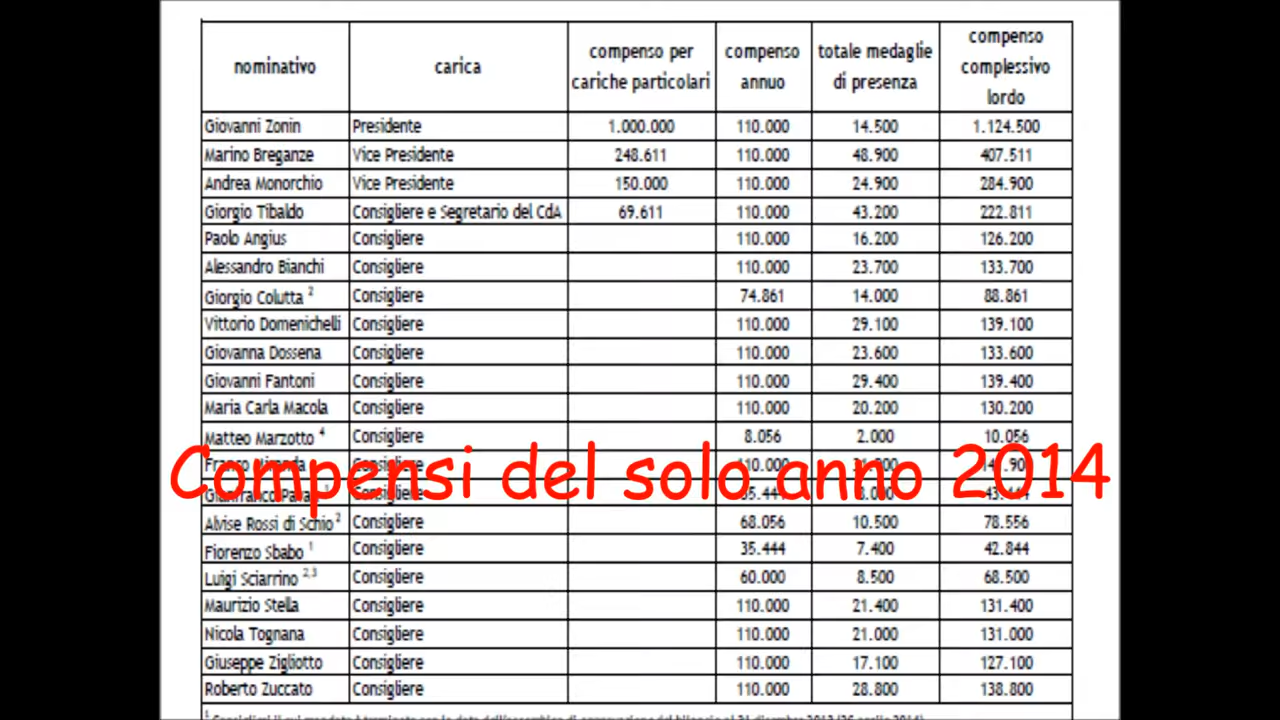 nominativo carica compenso per cariche particolari compenso annuo totale medaglie di presenza compenso complessivo lordo
Giovanni Zonin Presidente 1.000.000 110.000 14.500 1.124.500
Marino Breganze Vice Presidente 248.611 110.000 48.900 407.511
Andrea Monorchio Vice Presidente 150.000 110.000 24.900 284.900
Giorgio Tibaldo Consigliere e Segretario del CdA 69.611 110.000 43.200 222.811
Paolo Angius Consigliere 110.000 16.200 126.200
Alessandro Bianchi Consigliere 110.000 23.700 133.700
Giorgio Colutta 2 Consigliere 74.861 14.000 88.861
Vittorio Domenichelli Consigliere 110.000 29.100 139.100
Giovanna Dossena Consigliere 110.000 23.600 133.600
Giovanni Fantoni Consigliere 110.000 29.400 139.400
Maria Carla Macola Consigliere 110.000 20.200 130.200
Matteo Marzotto 4 Consigliere 8.056 2.000 10.056
Franco Miranda Consigliere 110.000
Compensi del solo anno 2014
Gianfranco Pavan 1 Consigliere 35.444
Alvise Rossi di Schio 2 Consigliere 68.056 10.500 78.556
Fiorenzo Sbabo 1 Consigliere 35.444 7.400 42.844
Luigi Sciarrino 2,3 Consigliere 60.000 8.500 68.500
Maurizio Stella Consigliere 110.000 21.400 131.400
Nicola Tognana Consigliere 110.000 21.000 131.000
Giuseppe Zigliotto Consigliere 110.000 17.100 127.100
Roberto Zuccato Consigliere 110.000 28.800 138.800